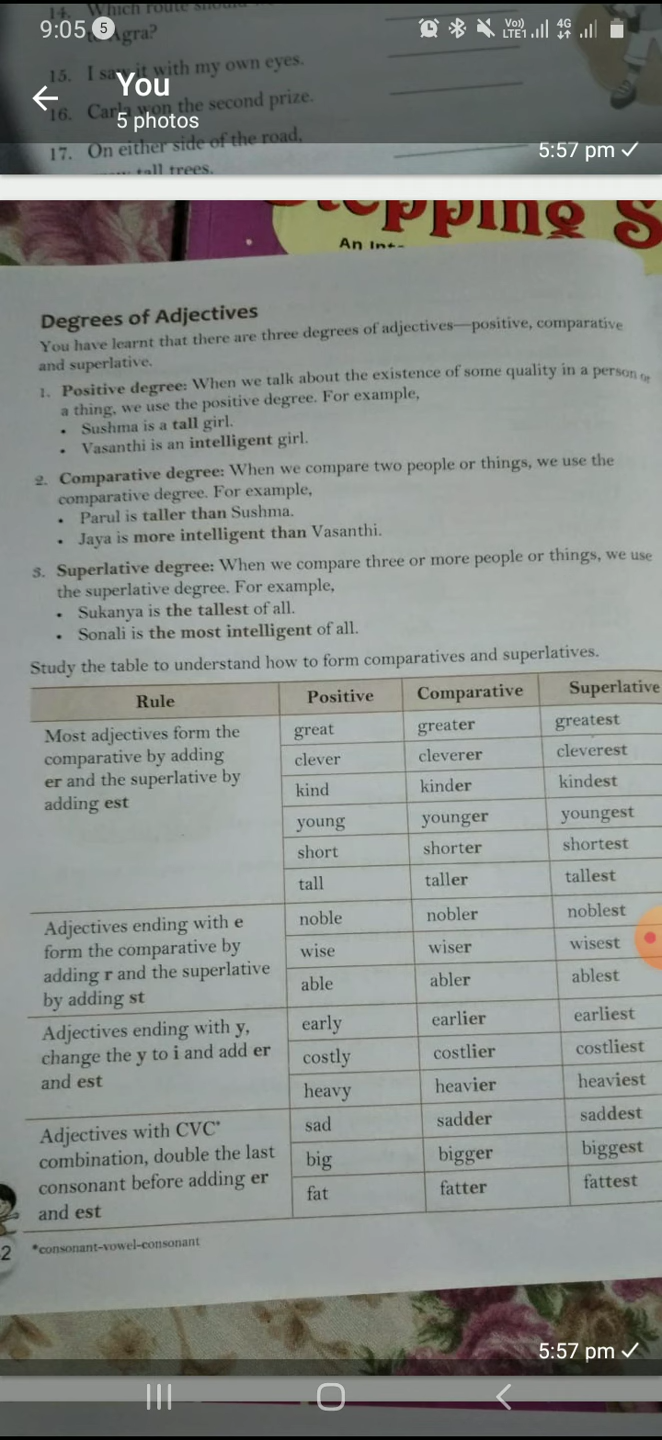 14. Which route should
9:05 5
to Agra?
Vo)) LTE1 4G
15. I saw it with my own eyes.
You
16. Carla won the second prize.
5 photos
17. On either side of the road,
5:57 pm
tall trees.
Stepping S
An Int
Degrees of Adjectives
You have learnt that there are three degrees of adjectives—positive, comparative
and superlative.
1. Positive degree: When we talk about the existence of some quality in a person or
a thing, we use the positive degree. For example,
• Sushma is a tall girl.
• Vasanthi is an intelligent girl.
2. Comparative degree: When we compare two people or things, we use the
comparative degree. For example,
• Parul is taller than Sushma.
• Jaya is more intelligent than Vasanthi.
3. Superlative degree: When we compare three or more people or things, we use
the superlative degree. For example,
• Sukanya is the tallest of all.
• Sonali is the most intelligent of all.
Study the table to understand how to form comparatives and superlatives.
Rule Positive Comparative Superlative
Most adjectives form the
comparative by adding
er and the superlative by
adding est
great greater greatest
clever cleverer cleverest
kind kinder kindest
young younger youngest
short shorter shortest
tall taller tallest
Adjectives ending with e
form the comparative by
adding r and the superlative
by adding st
noble nobler noblest
wise wiser wisest
able abler ablest
Adjectives ending with y,
change the y to i and add er
and est
early earlier earliest
costly costlier costliest
heavy heavier heaviest
Adjectives with CVC*
combination, double the last
consonant before adding er
and est
sad sadder saddest
big bigger biggest
fat fatter fattest
2 *consonant-vowel-consonant
5:57 pm